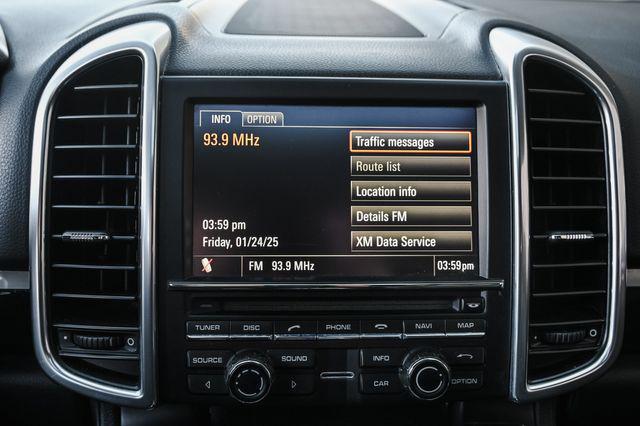 INFO OPTION
93.9 MHz
Traffic messages
Route list
Location info
Details FM
XM Data Service
03:59 pm
Friday, 01/24/25
FM 93.9 MHz 03:59pm
TUNER DISC PHONE NAVI MAP
SOURCE SOUND INFO
CAR OPTION